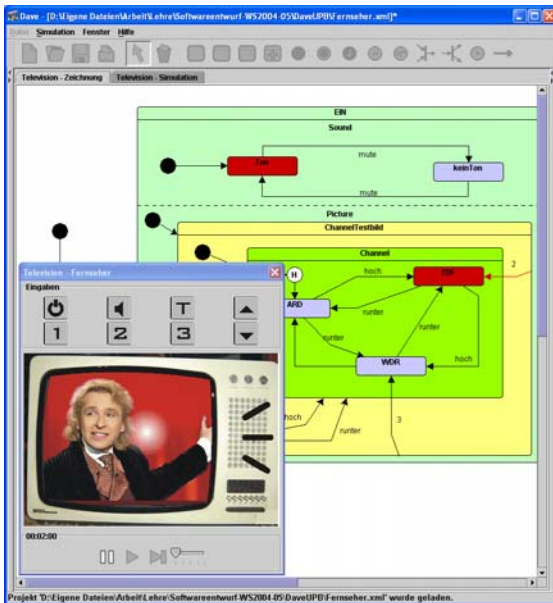 Dave - [D:\Eigene Dateien\Arbeit\Lehre\Softwareentwurf-WS2004-05\DaveUPB\Fernseher.xml]*
Datei Simulation Fenster Hilfe
Television - Zeichnung Television - Simulation
EIN
Sound
mute
Ton
keinTon
mute
Picture
ChannelTestbild
Channel
Television - Fernseher
Eingaben
T
1 2 3
H
hoch
ZDF
2
ARD
runter
runter
runter
WDR
hoch
hoch
runter
3
00:02:00
Projekt 'D:\Eigene Dateien\Arbeit\Lehre\Softwareentwurf-WS2004-05\DaveUPB\Fernseher.xml' wurde geladen.